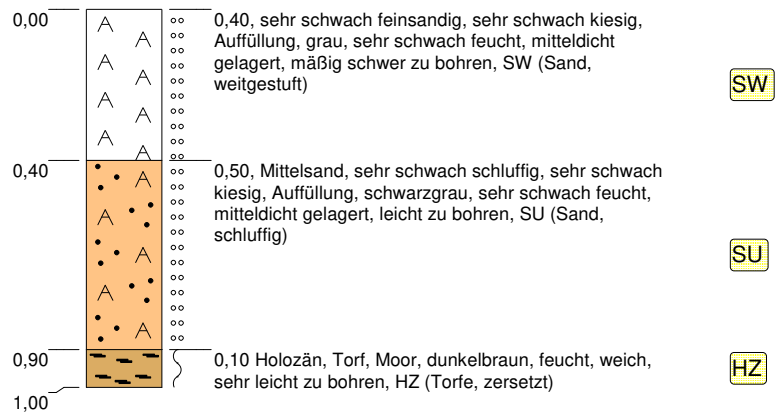 0,00
0,40, sehr schwach feinsandig, sehr schwach kiesig,
Auffüllung, grau, sehr schwach feucht, mitteldicht
gelagert, mäßig schwer zu bohren, SW (Sand,
weitgestuft)
SW
0,40
0,50, Mittelsand, sehr schwach schluffig, sehr schwach
kiesig, Auffüllung, schwarzgrau, sehr schwach feucht,
mitteldicht gelagert, leicht zu bohren, SU (Sand,
schluffig)
SU
0,90
0,10 Holozän, Torf, Moor, dunkelbraun, feucht, weich,
sehr leicht zu bohren, HZ (Torfe, zersetzt)
HZ
1,00